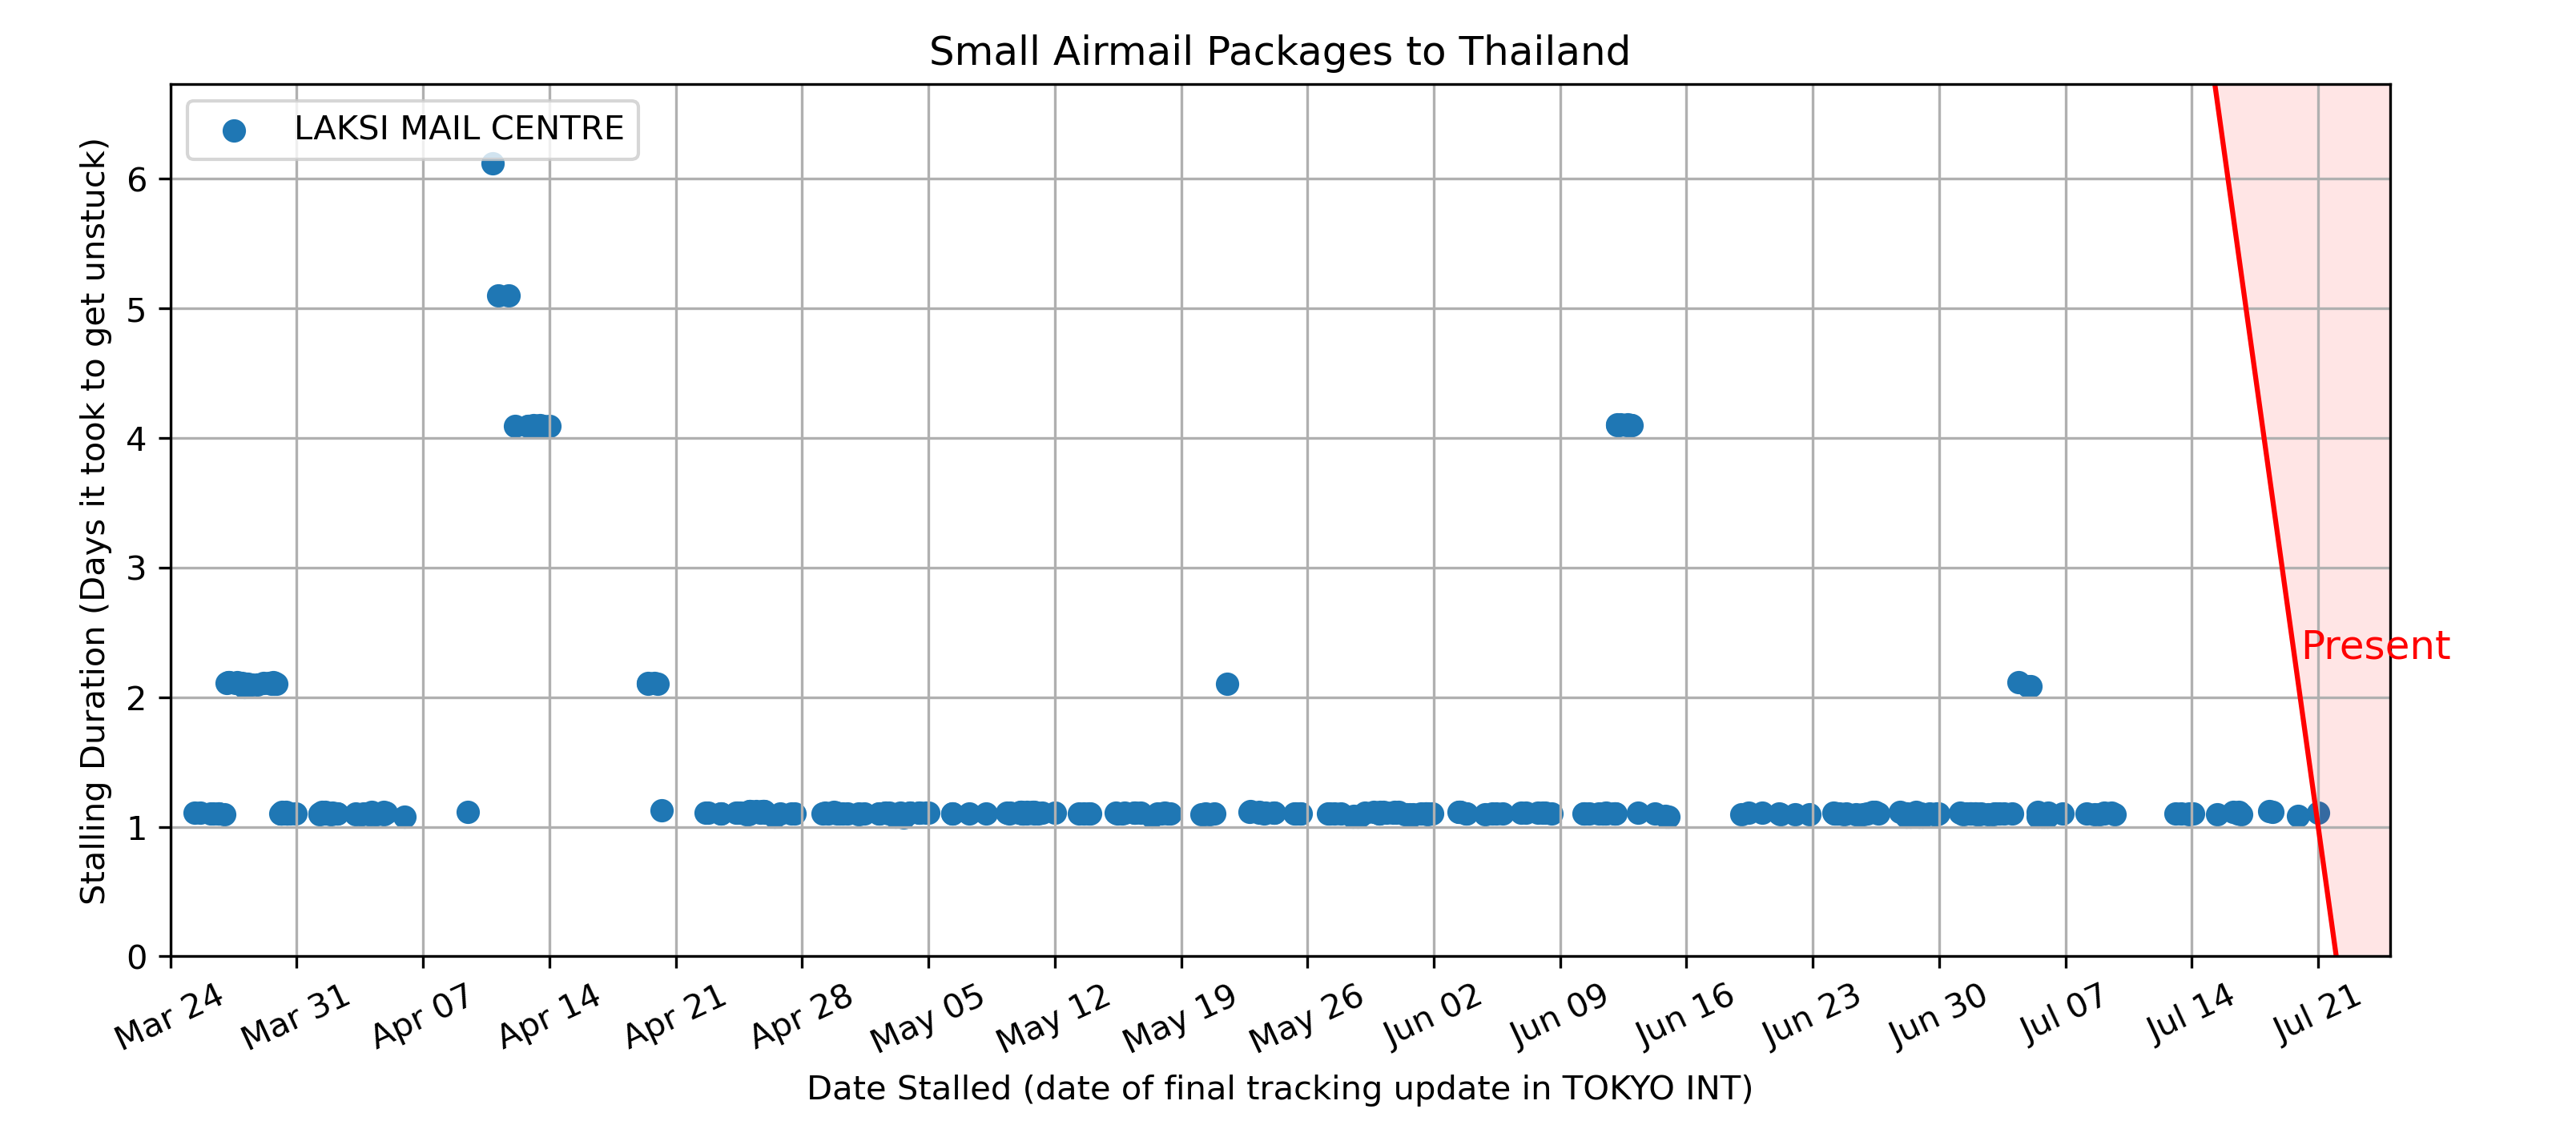 Small Airmail Packages to Thailand
LAKSI MAIL CENTRE
Stalling Duration (Days it took to get unstuck)
6
5
4
3
2
1
0
Present
Mar 24
Mar 31
Apr 07
Apr 14
Apr 21
Apr 28
May 05
May 12
May 19
May 26
Jun 02
Jun 09
Jun 16
Jun 23
Jun 30
Jul 07
Jul 14
Jul 21
Date Stalled (date of final tracking update in TOKYO INT)